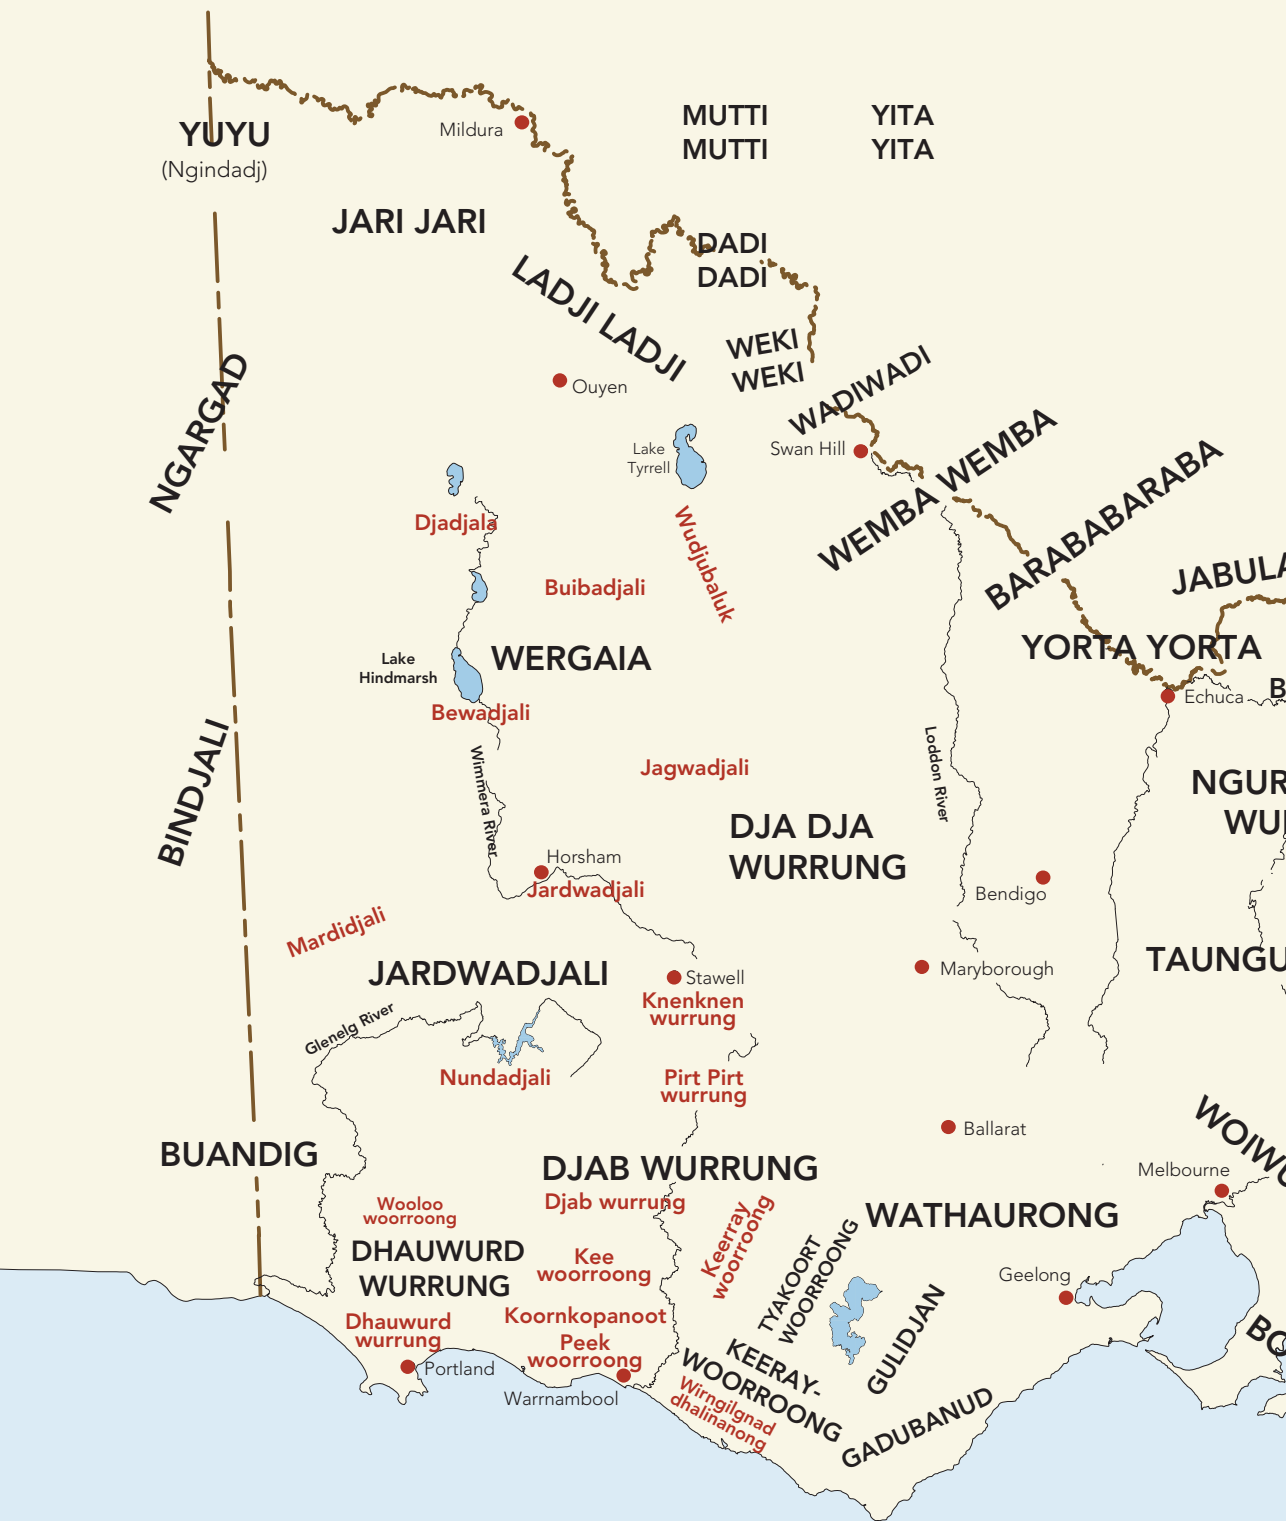 MUTTI
MUTTI
YITA
YITA
YUYU
(Ngindadj)
Mildura
JARI JARI
DADI
DADI
LADJI LADJI
WEKI
WEKI
WADIWADI
NGARGAD
Ouyen
Lake
Tyrrell
Swan Hill
WEMBA WEMBA
BARABABARABA
JABULA
Djadjala
Wudjubaluk
Buibadjali
YORTA YORTA
Lake
Hindmarsh
WERGAIA
Echuca
B
Bewadjali
BINDJALI
Wimmera River
Jagwadjali
Loddon River
NGUR
WU
DJA DJA
WURRUNG
Horsham
Jardwadjali
Bendigo
Mardidjali
JARDWADJALI
Stawell
Knenknen
wurrung
Maryborough
TAUNGU
Glenelg River
Nundadjali
Pirt Pirt
wurrung
Ballarat
WOIWU
BUANDIG
DJAB WURRUNG
Djab wurrung
Melbourne
Wooloo
woorroong
Keerray
woorroong
WATHAURONG
DHAUWURD
WURRUNG
Kee
woorroong
TYAKOORT
WOORROONG
Geelong
GULIDJAN
Dhauwurd
wurrung
Koornkopanoot
Peek
woorroong
BO
Portland
Warrnambool
KEERAY-
WOORROONG
Wirngilgnad
dhalinanong
GADUBANUD